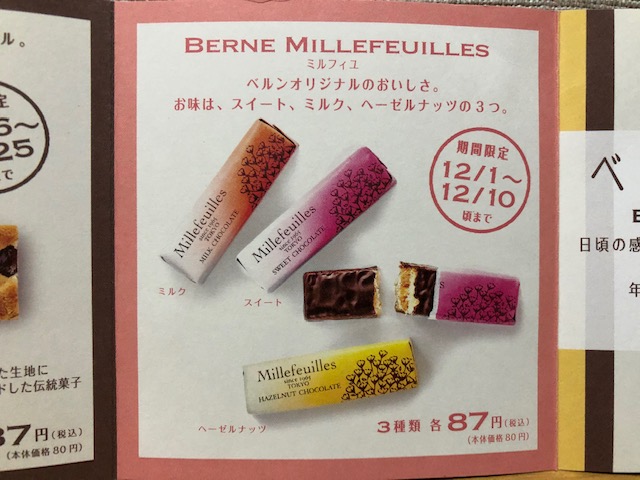 ル。
定
6～
25
で
た生地に
ドした伝統菓子
87円(税込)
(本体価格80円)
BERNE MILLEFEUILLES
ミルフィユ
ベルンオリジナルのおいしさ。
お味は、スイート、ミルク、ヘーゼルナッツの３つ。
期間限定
12/1～
12/10
頃まで
Millefeuilles
since 1965
TOKYO
MILK CHOCOLATE
ミルク
Millefeuilles
since 1965
TOKYO
SWEET CHOCOLATE
スイート
Millefeuilles
since 1965
TOKYO
HAZELNUT CHOCOLATE
ヘーゼルナッツ
3種類 各87円(税込)
(本体価格80円)
ベ
日頃の感
年